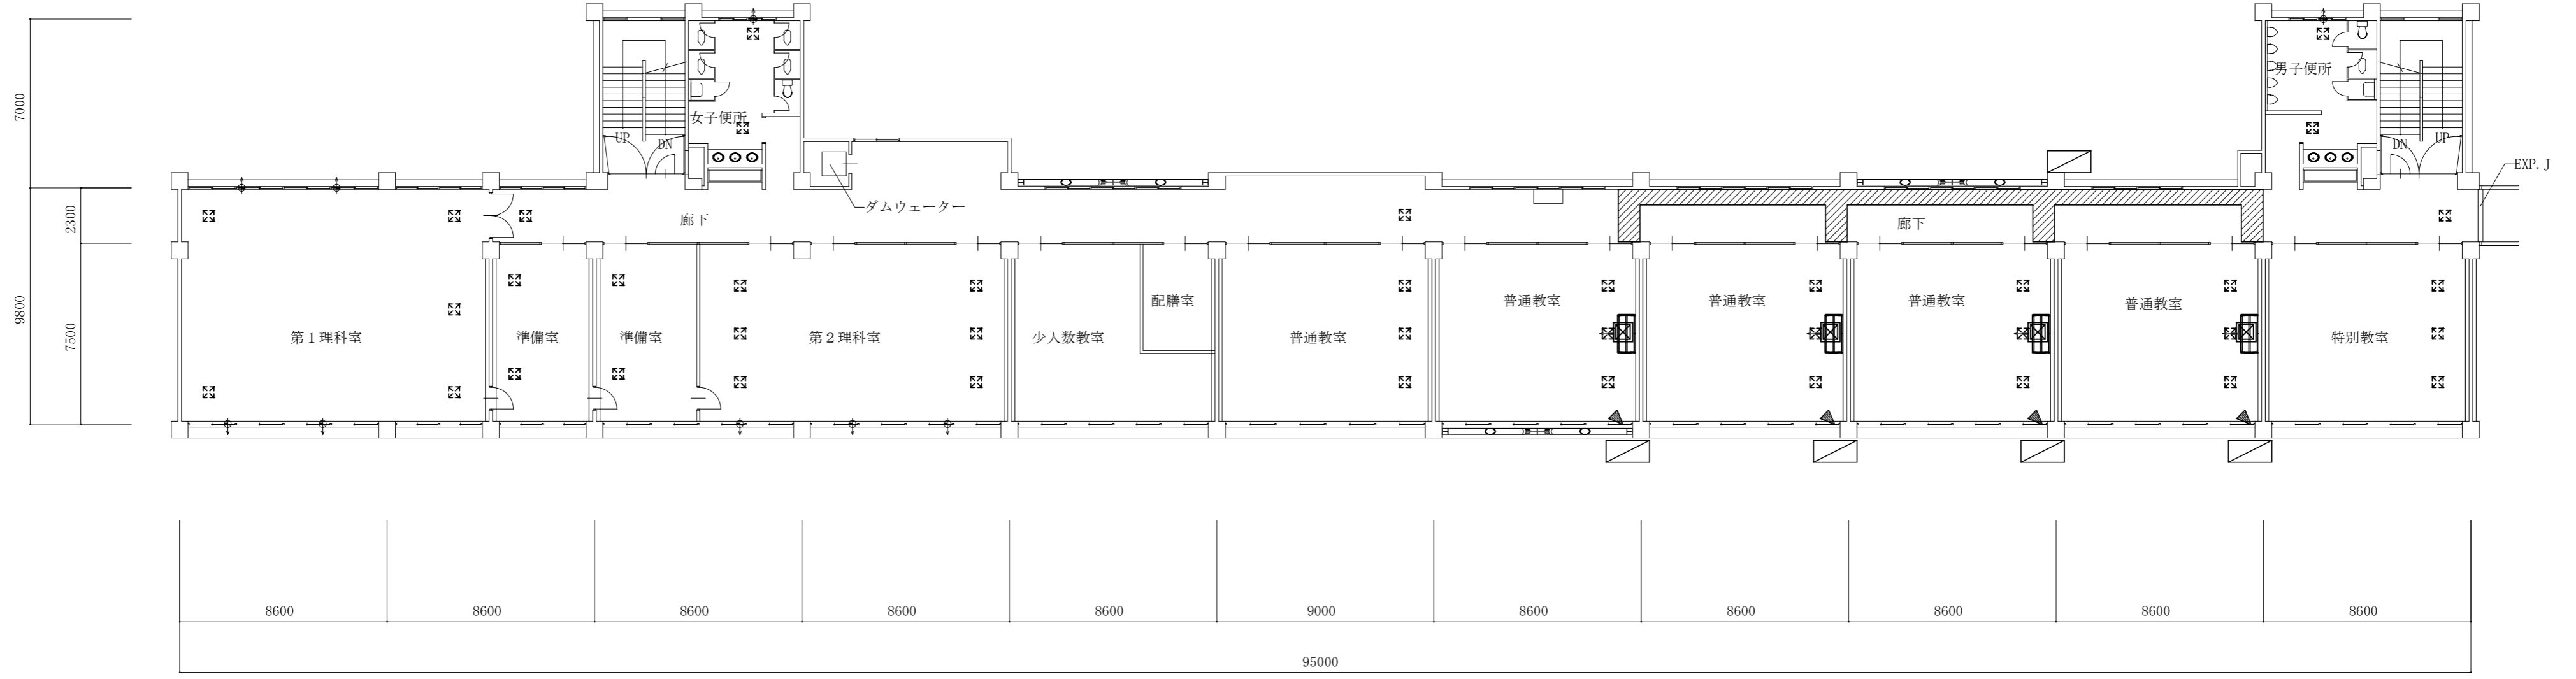 7000
2300
9800
7500
UP
DN
女子便所
ダムウェーター
廊下
男子便所
DN
UP
EXP.J
廊下
第1理科室
準備室
準備室
第2理科室
少人数教室
配膳室
普通教室
普通教室
普通教室
普通教室
普通教室
特別教室
8600
8600
8600
8600
8600
9000
8600
8600
8600
8600
8600
95000